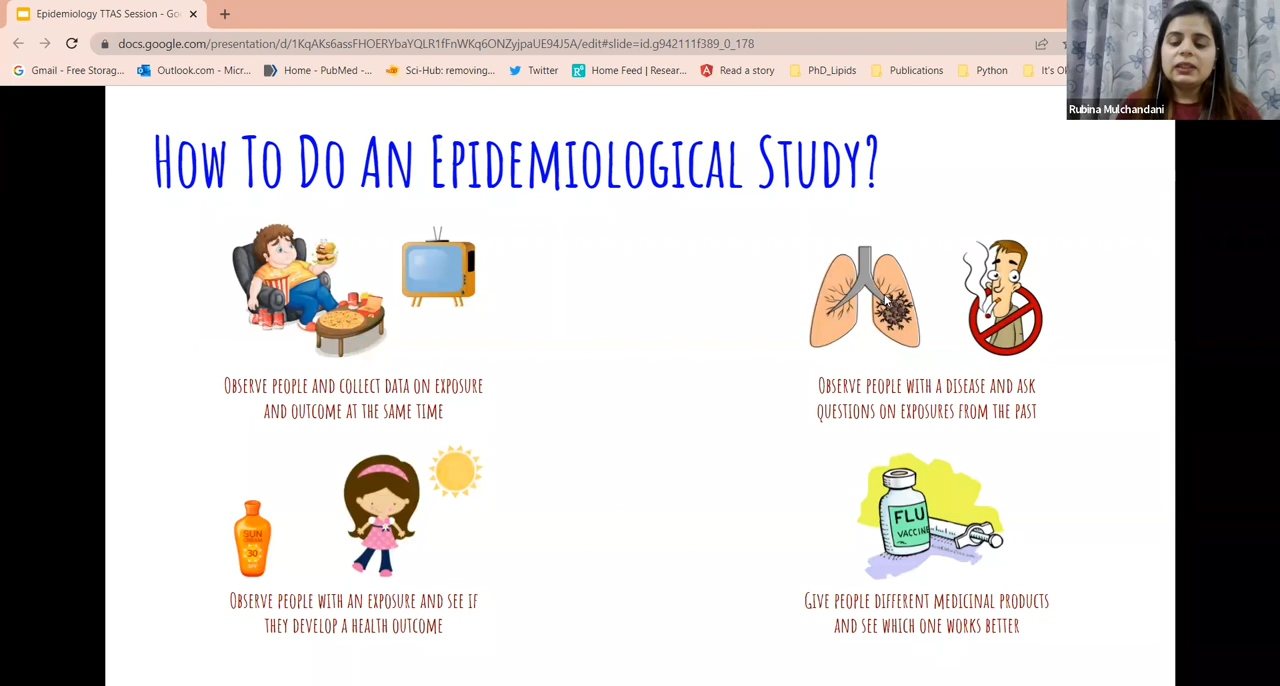 Epidemiology TTAS Session - Go
docs.google.com/presentation/d/1KqAKs6assFHOERYbaYQLR1fFnWKq6ONZyjpaUE94J5A/edit#slide=id.g942111f389_0_178
Gmail - Free Storag... Outlook.com - Micr... Home - PubMed -... Sci-Hub: removing... Twitter Home Feed | Resear... Read a story PhD_Lipids Publications Python It's
Rubina Mulchandani
HOW TO DO AN EPIDEMIOLOGICAL STUDY?
OBSERVE PEOPLE AND COLLECT DATA ON EXPOSURE
AND OUTCOME AT THE SAME TIME
OBSERVE PEOPLE WITH A DISEASE AND ASK
QUESTIONS ON EXPOSURES FROM THE PAST
SUN
CREAM
30
SPF
FLU
VACCINE
OBSERVE PEOPLE WITH AN EXPOSURE AND SEE IF
THEY DEVELOP A HEALTH OUTCOME
GIVE PEOPLE DIFFERENT MEDICINAL PRODUCTS
AND SEE WHICH ONE WORKS BETTER